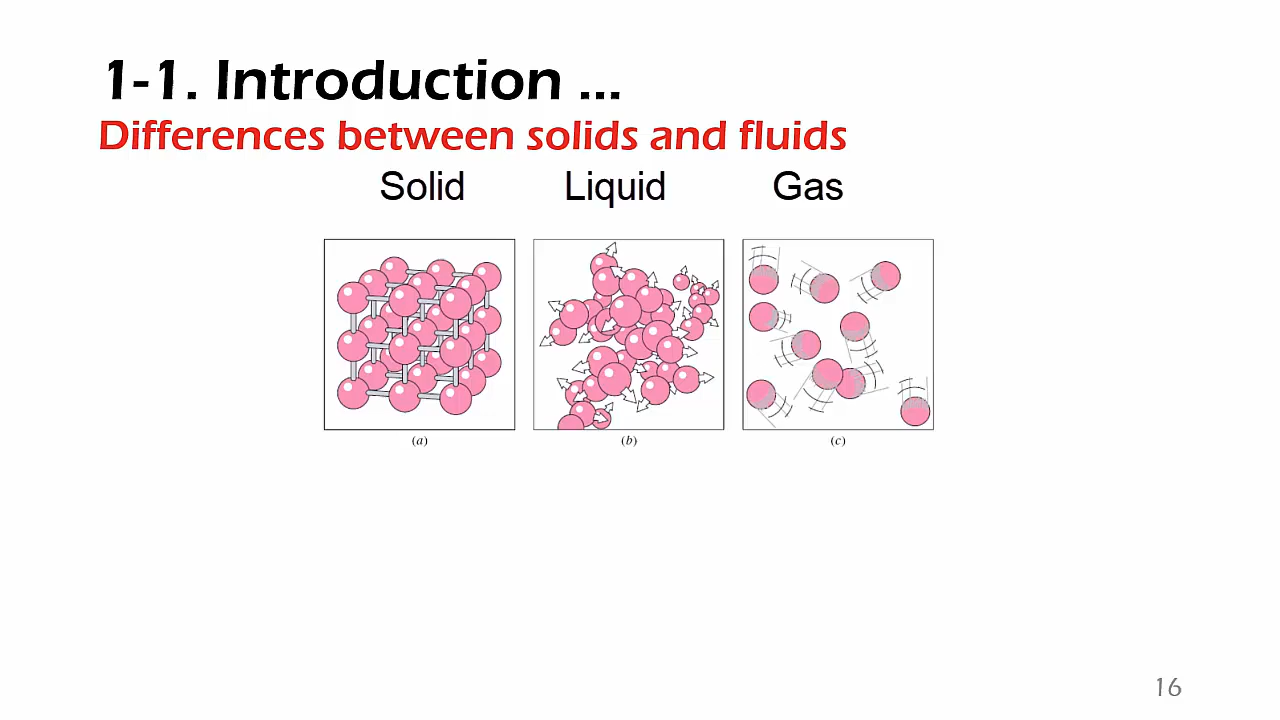 1-1. Introduction ...
Differences between solids and fluids
Solid Liquid Gas
(a) (b) (c)
16